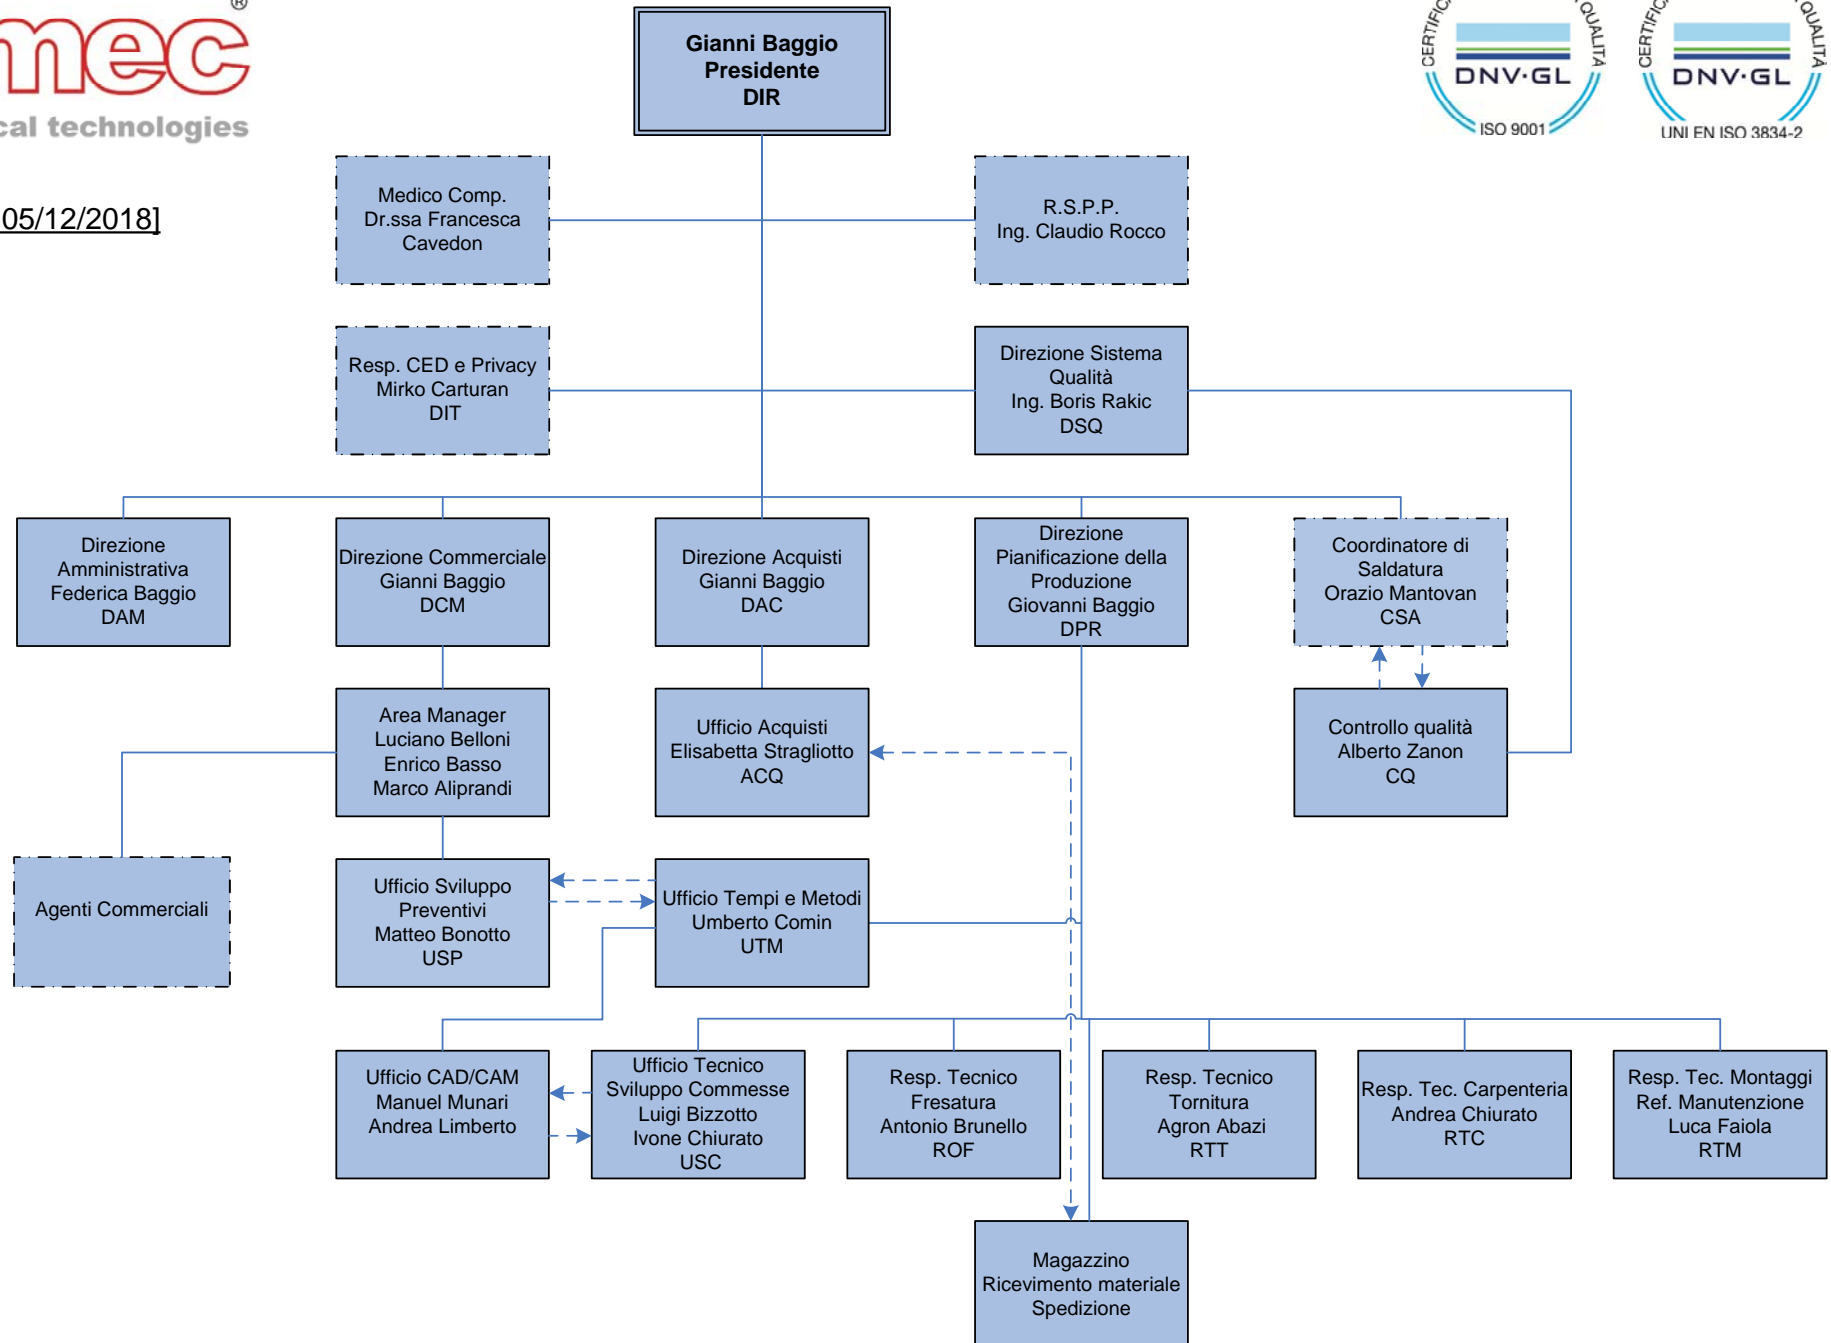 Gianni Baggio
Presidente
DIR
mec
®
cal technologies
DNV·GL
ISO 9001
DNV·GL
UNI EN ISO 3834-2
05/12/2018]
Medico Comp.
Dr.ssa Francesca
Cavedon
R.S.P.P.
Ing. Claudio Rocco
Resp. CED e Privacy
Mirko Carturan
DIT
Direzione Sistema
Qualità
Ing. Boris Rakic
DSQ
Direzione
Amministrativa
Federica Baggio
DAM
Direzione Commerciale
Gianni Baggio
DCM
Direzione Acquisti
Gianni Baggio
DAC
Direzione
Pianificazione della
Produzione
Giovanni Baggio
DPR
Coordinatore di
Saldatura
Orazio Mantovan
CSA
Area Manager
Luciano Belloni
Enrico Basso
Marco Aliprandi
Ufficio Acquisti
Elisabetta Stragliotto
ACQ
Controllo qualità
Alberto Zanon
CQ
Agenti Commerciali
Ufficio Sviluppo
Preventivi
Matteo Bonotto
USP
Ufficio Tempi e Metodi
Umberto Comin
UTM
Ufficio CAD/CAM
Manuel Munari
Andrea Limberto
Ufficio Tecnico
Sviluppo Commesse
Luigi Bizzotto
Ivone Chiurato
USC
Resp. Tecnico
Fresatura
Antonio Brunello
ROF
Resp. Tecnico
Tornitura
Agron Abazi
RTT
Resp. Tec. Carpenteria
Andrea Chiurato
RTC
Resp. Tec. Montaggi
Ref. Manutenzione
Luca Faiola
RTM
Magazzino
Ricevimento materiale
Spedizione